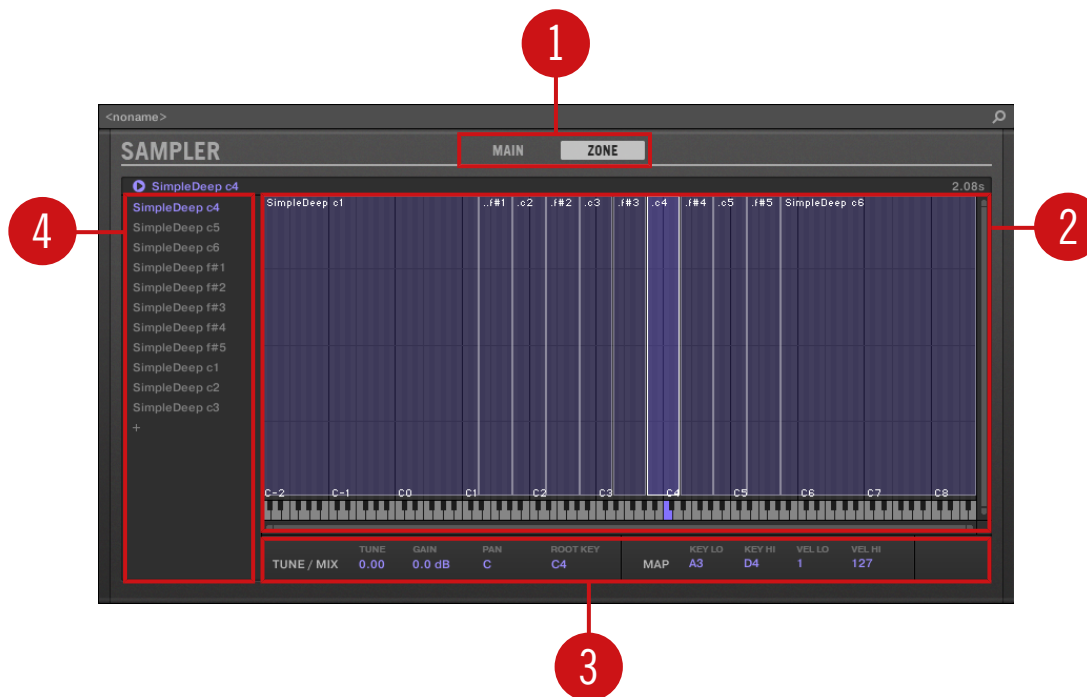 1
<noname>
SAMPLER
MAIN ZONE
SimpleDeep c4 2.08s
SimpleDeep c4
SimpleDeep c5
SimpleDeep c6
SimpleDeep f#1
SimpleDeep f#2
SimpleDeep f#3
SimpleDeep f#4
SimpleDeep f#5
SimpleDeep c1
SimpleDeep c2
SimpleDeep c3
+
SimpleDeep c1 ..f#1 .c2 .f#2 .c3 .f#3 .c4 .f#4 .c5 .f#5 SimpleDeep c6
C-2 C-1 C0 C1 C2 C3 C4 C5 C6 C7 C8
4
2
TUNE GAIN PAN ROOT KEY KEY LO KEY HI VEL LO VEL HI
TUNE / MIX 0.00 0.0 dB C C4 MAP A3 D4 1 127
3